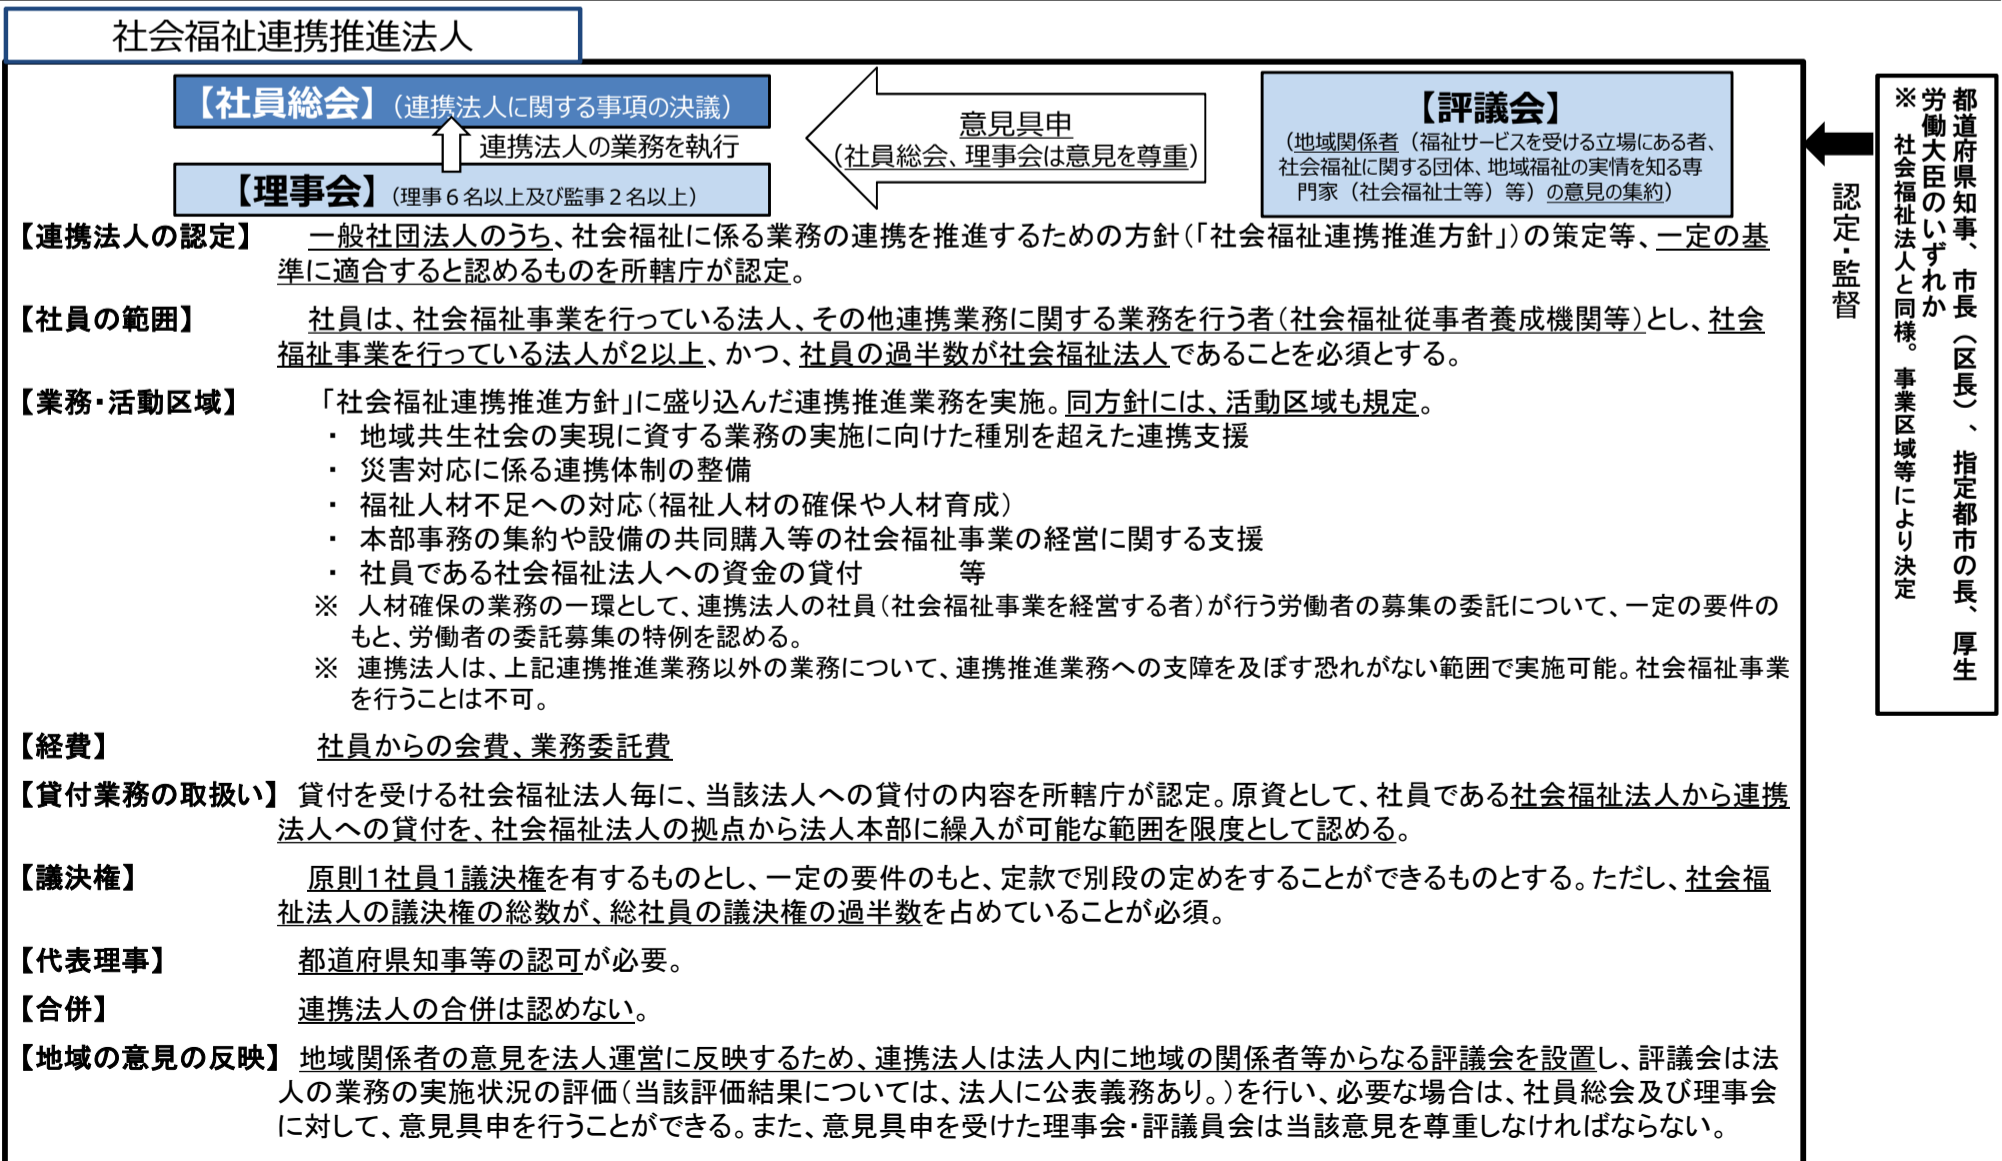 社会福祉連携推進法人
【社員総会】(連携法人に関する事項の決議)
連携法人の業務を執行
【理事会】(理事6名以上及び監事2名以上)
意見具申
(社員総会、理事会は意見を尊重)
【評議会】
(地域関係者(福祉サービスを受ける立場にある者、
社会福祉に関する団体、地域福祉の実情を知る専
門家(社会福祉士等)等)の意見の集約)
認定・監督
都道府県知事、市長(区長)、指定都市の長、厚生
労働大臣のいずれか
※ 社会福祉法人と同様。事業区域等により決定
【連携法人の認定】 一般社団法人のうち、社会福祉に係る業務の連携を推進するための方針(「社会福祉連携推進方針」)の策定等、一定の基
準に適合すると認めるものを所轄庁が認定。
【社員の範囲】 社員は、社会福祉事業を行っている法人、その他連携業務に関する業務を行う者(社会福祉従事者養成機関等)とし、社会
福祉事業を行っている法人が2以上、かつ、社員の過半数が社会福祉法人であることを必須とする。
【業務・活動区域】 「社会福祉連携推進方針」に盛り込んだ連携推進業務を実施。同方針には、活動区域も規定。
・ 地域共生社会の実現に資する業務の実施に向けた種別を超えた連携支援
・ 災害対応に係る連携体制の整備
・ 福祉人材不足への対応(福祉人材の確保や人材育成)
・ 本部事務の集約や設備の共同購入等の社会福祉事業の経営に関する支援
・ 社員である社会福祉法人への資金の貸付 等
※ 人材確保の業務の一環として、連携法人の社員(社会福祉事業を経営する者)が行う労働者の募集の委託について、一定の要件の
もと、労働者の委託募集の特例を認める。
※ 連携法人は、上記連携推進業務以外の業務について、連携推進業務への支障を及ぼす恐れがない範囲で実施可能。社会福祉事業
を行うことは不可。
【経費】 社員からの会費、業務委託費
【貸付業務の取扱い】 貸付を受ける社会福祉法人毎に、当該法人への貸付の内容を所轄庁が認定。原資として、社員である社会福祉法人から連携
法人への貸付を、社会福祉法人の拠点から法人本部に繰入が可能な範囲を限度として認める。
【議決権】 原則1社員1議決権を有するものとし、一定の要件のもと、定款で別段の定めをすることができるものとする。ただし、社会福
祉法人の議決権の総数が、総社員の議決権の過半数を占めていることが必須。
【代表理事】 都道府県知事等の認可が必要。
【合併】 連携法人の合併は認めない。
【地域の意見の反映】 地域関係者の意見を法人運営に反映するため、連携法人は法人内に地域の関係者等からなる評議会を設置し、評議会は法
人の業務の実施状況の評価(当該評価結果については、法人に公表義務あり。)を行い、必要な場合は、社員総会及び理事会
に対して、意見具申を行うことができる。また、意見具申を受けた理事会・評議員会は当該意見を尊重しなければならない。